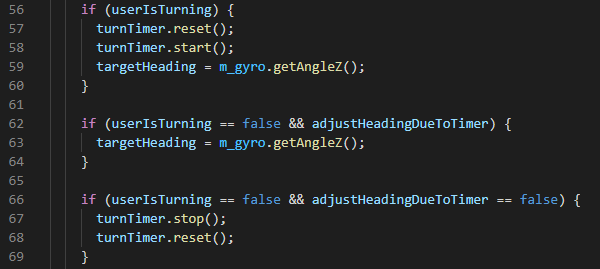 56 if (userIsTurning) {
57 turnTimer.reset();
58 turnTimer.start();
59 targetHeading = m_gyro.getAngleZ();
60 }
61
62 if (userIsTurning == false && adjustHeadingDueToTimer) {
63 targetHeading = m_gyro.getAngleZ();
64 }
65
66 if (userIsTurning == false && adjustHeadingDueToTimer == false) {
67 turnTimer.stop();
68 turnTimer.reset();
69 }